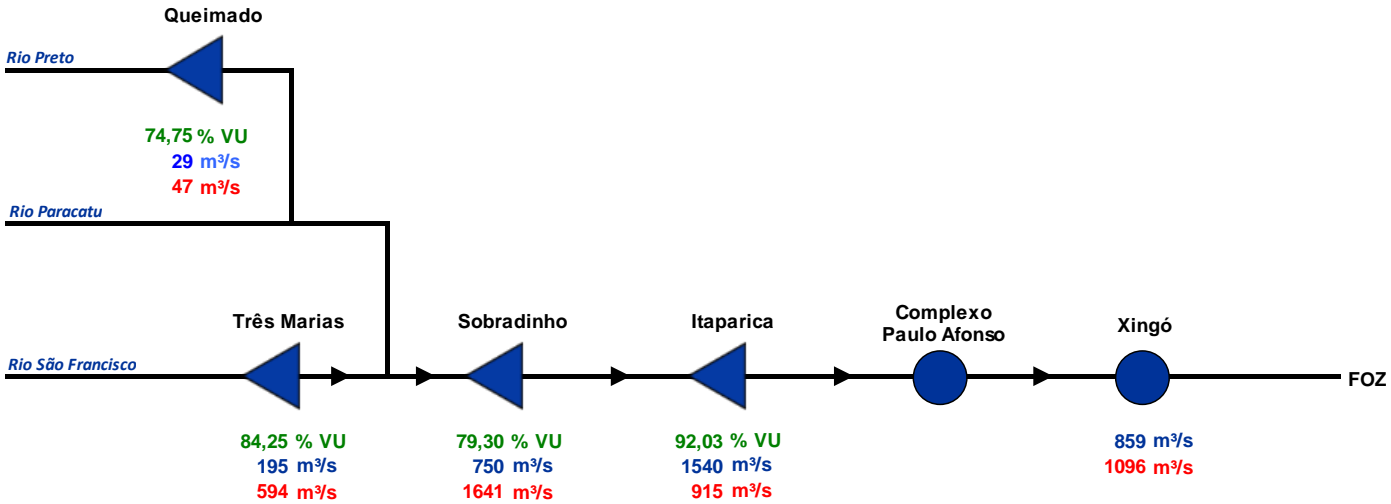 Queimado
Rio Preto
74,75 % VU
29 m³/s
47 m³/s
Rio Paracatu
Três Marias
Sobradinho
Itaparica
Complexo
Paulo Afonso
Xingó
Rio São Francisco
FOZ
84,25 % VU
195 m³/s
594 m³/s
79,30 % VU
750 m³/s
1641 m³/s
92,03 % VU
1540 m³/s
915 m³/s
859 m³/s
1096 m³/s